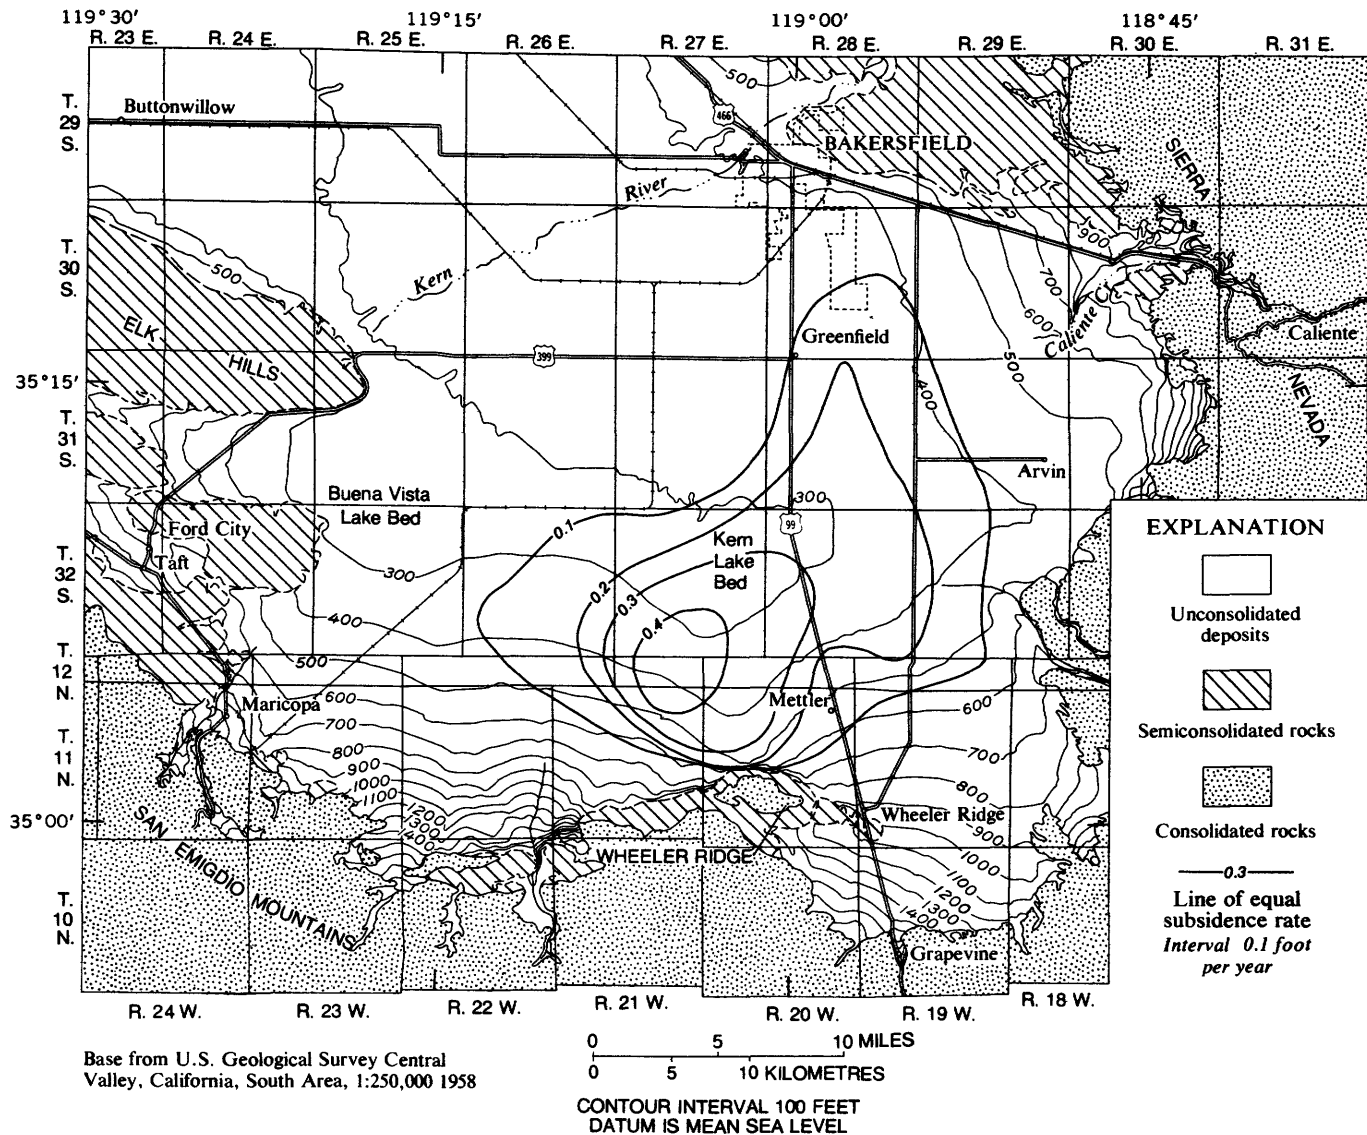 119°30′ 119°15′ 119°00′ 118°45′
R. 23 E. R. 24 E. R. 25 E. R. 26 E. R. 27 E. R. 28 E. R. 29 E. R. 30 E. R. 31 E.
500
T.
29
S.
Buttonwillow
466
BAKERSFIELD
SIERRA
River
900
T.
30
S.
500
Kern
700
600
Caliente C
ELK
HILLS
Greenfield
Caliente
399
500
35°15′
400
NEVADA
T.
31
S.
Arvin
Buena Vista
Lake Bed
300
99
0.1
Ford City
Kern
Lake
Bed
T.
32
S.
Taft
300
0.2
0.3
400
0.4
T.
12
N.
500
600
Maricopa
Mettler
600
700
T.
11
N.
800
700
900
1000
800
1100
1200
35°00′
1300
400
Wheeler Ridge
900
SAN EMIGDIO MOUNTAINS
WHEELER RIDGE
1000
1100
1200
1300
1400
T.
10
N.
Grapevine
R. 24 W. R. 23 W. R. 22 W. R. 21 W. R. 20 W. R. 19 W. R. 18 W.
EXPLANATION
Unconsolidated
deposits
Semiconsolidated rocks
Consolidated rocks
0.3
Line of equal
subsidence rate
Interval 0.1 foot
per year
Base from U.S. Geological Survey Central
Valley, California, South Area, 1:250,000 1958
0 5 10 MILES
0 5 10 KILOMETRES
CONTOUR INTERVAL 100 FEET
DATUM IS MEAN SEA LEVEL